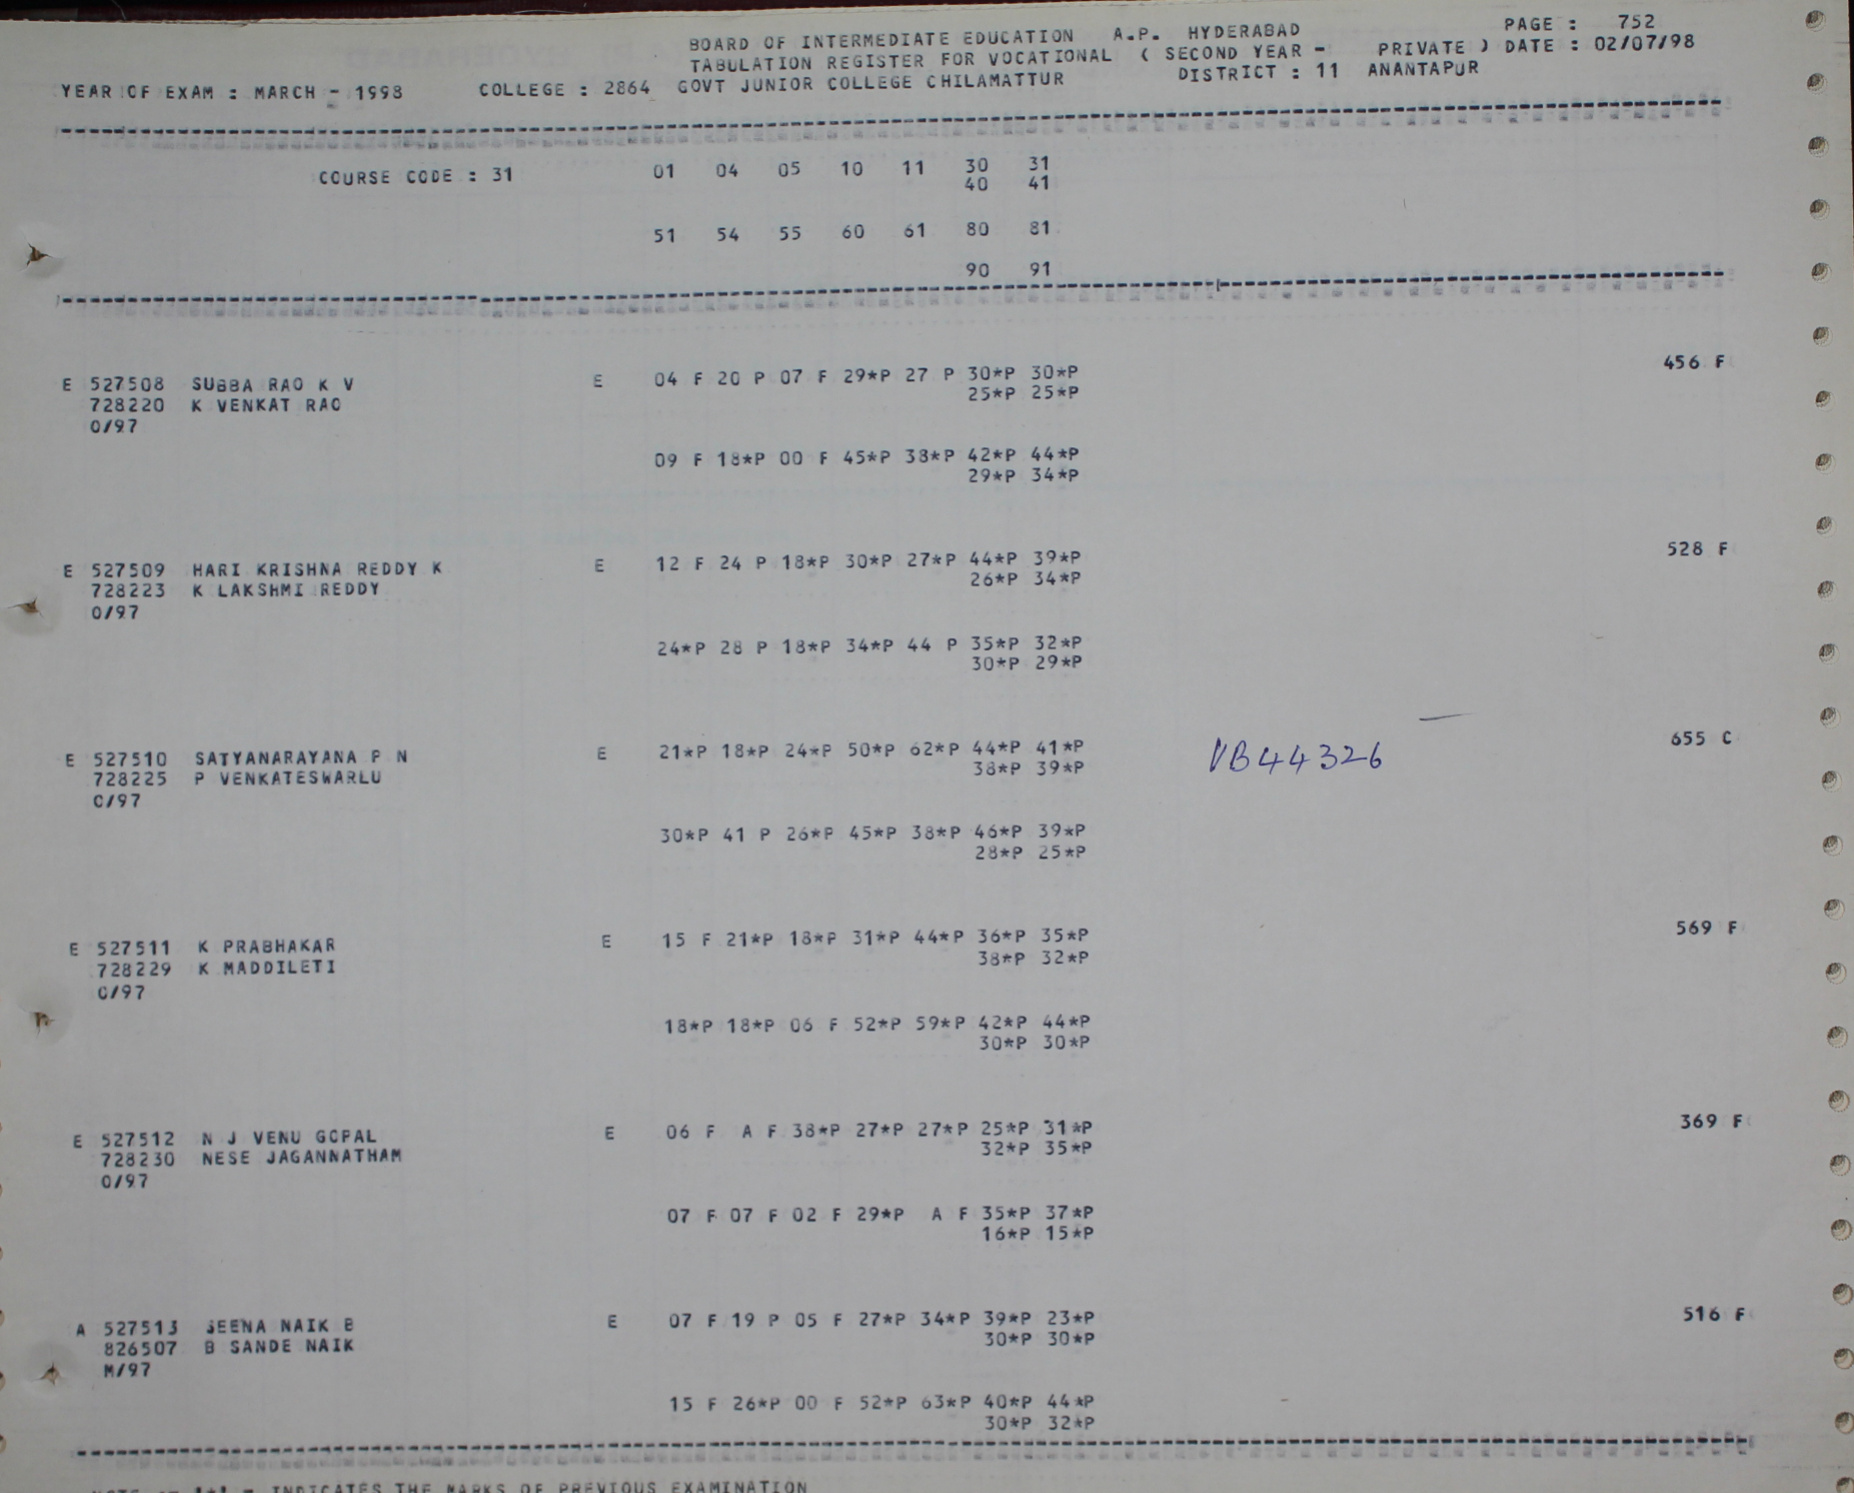 BOARD OF INTERMEDIATE EDUCATION A.P. HYDERABAD PAGE : 752
TABULATION REGISTER FOR VOCATIONAL ( SECOND YEAR - PRIVATE ) DATE : 02/07/98
YEAR OF EXAM : MARCH - 1998 COLLEGE : 2864 GOVT JUNIOR COLLEGE CHILAMATTUR DISTRICT : 11 ANANTAPUR
COURSE CODE : 31 01 04 05 10 11 30 31
40 41
51 54 55 60 61 80 81
90 91
E 527508 SUBBA RAO K V E 04 F 20 P 07 F 29*P 27 P 30*P 30*P 456 F
728220 K VENKAT RAO 25*P 25*P
O/97
09 F 18*P 00 F 45*P 38*P 42*P 44*P
29*P 34*P
E 527509 HARI KRISHNA REDDY K E 12 F 24 P 18*P 30*P 27*P 44*P 39*P 528 F
728223 K LAKSHMI REDDY 26*P 34*P
O/97
24*P 28 P 18*P 34*P 44 P 35*P 32*P
30*P 29*P
E 527510 SATYANARAYANA P N E 21*P 18*P 24*P 50*P 62*P 44*P 41*P VB44326 655 C
728225 P VENKATESWARLU 38*P 39*P
O/97
30*P 41 P 26*P 45*P 38*P 46*P 39*P
28*P 25*P
E 527511 K PRABHAKAR E 15 F 21*P 18*P 31*P 44*P 36*P 35*P 569 F
728229 K MADDILETI 38*P 32*P
O/97
18*P 18*P 06 F 52*P 59*P 42*P 44*P
30*P 30*P
E 527512 N J VENU GOPAL E 06 F A F 38*P 27*P 27*P 25*P 31*P 369 F
728230 NESE JAGANNATHAM 32*P 35*P
O/97
07 F 07 F 02 F 29*P A F 35*P 37*P
16*P 15*P
A 527513 SEENA NAIK B E 07 F 19 P 05 F 27*P 34*P 39*P 23*P 516 F
826507 B SANDE NAIK 30*P 30*P
M/97
15 F 26*P 00 F 52*P 63*P 40*P 44*P
30*P 32*P
INDICATES THE MARKS OF PREVIOUS EXAMINATION